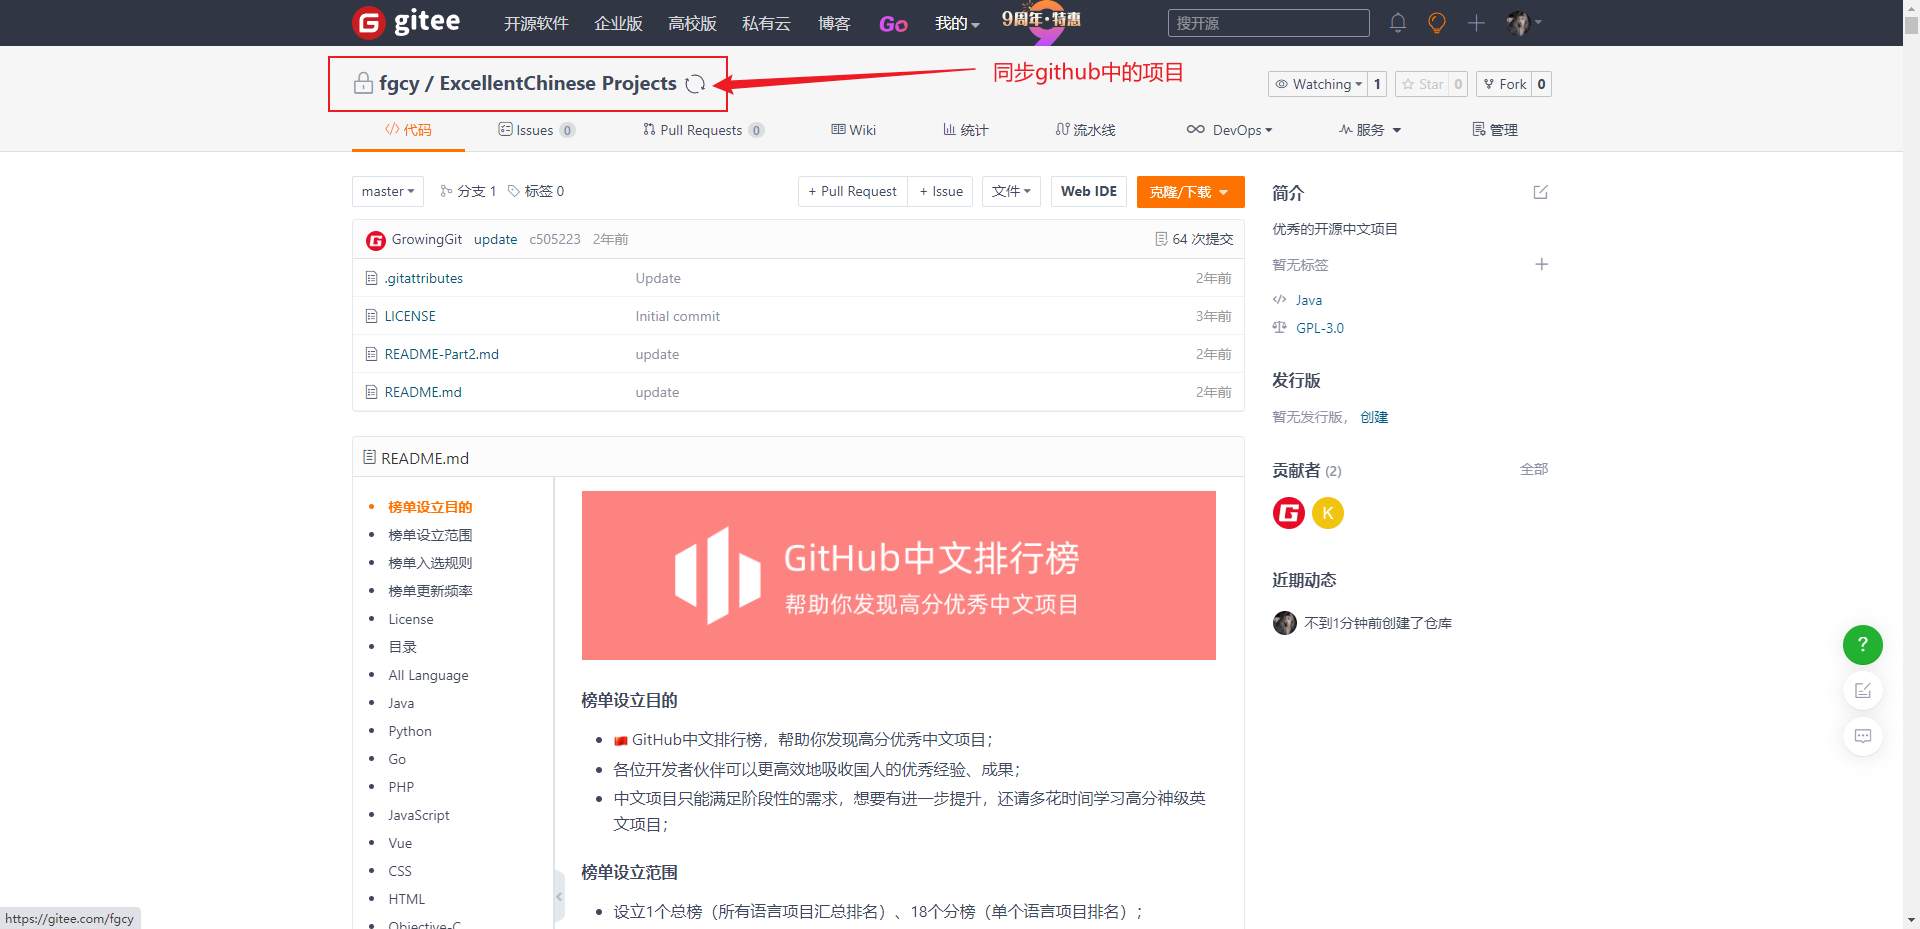 gitee 开源软件 企业版 高校版 私有云 博客 Go 我的 9周年·特惠 搜开源
fgcy / ExcellentChinese Projects 同步github中的项目 Watching 1 Star 0 Fork 0
代码 Issues 0 Pull Requests 0 Wiki 统计 流水线 DevOps 服务 管理
master 分支 1 标签 0 + Pull Request + Issue 文件 Web IDE 克隆/下载
GrowingGit update c505223 2年前 64 次提交
.gitattributes Update 2年前
LICENSE Initial commit 3年前
README-Part2.md update 2年前
README.md update 2年前
简介
优秀的开源中文项目
暂无标签
Java
GPL-3.0
发行版
暂无发行版， 创建
贡献者 (2) 全部
G K
近期动态
不到1分钟前创建了仓库
README.md
榜单设立目的
榜单设立范围
榜单入选规则
榜单更新频率
License
目录
All Language
Java
Python
Go
PHP
JavaScript
Vue
CSS
HTML
Objective-C
GitHub中文排行榜
帮助你发现高分优秀中文项目
榜单设立目的
GitHub中文排行榜，帮助你发现高分优秀中文项目；
各位开发者伙伴可以更高效地吸收国人的优秀经验、成果；
中文项目只能满足阶段性的需求，想要有进一步提升，还请多花时间学习高分神级英
文项目；
榜单设立范围
设立1个总榜（所有语言项目汇总排名）、18个分榜（单个语言项目排名）；
?
https://gitee.com/fgcy